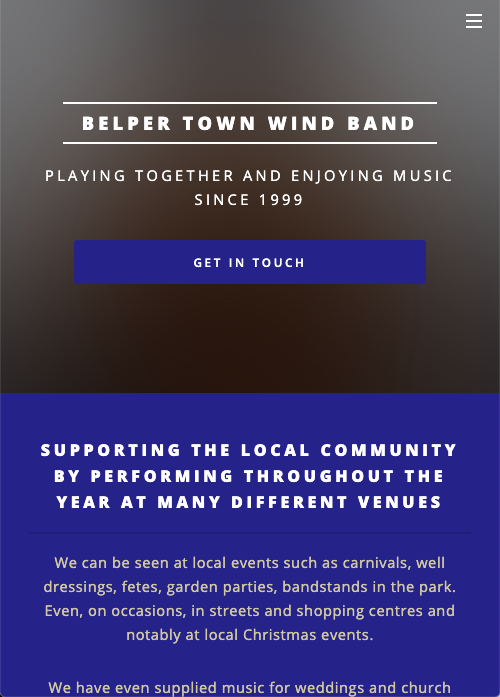 BELPER TOWN WIND BAND
PLAYING TOGETHER AND ENJOYING MUSIC
SINCE 1999
GET IN TOUCH
SUPPORTING THE LOCAL COMMUNITY
BY PERFORMING THROUGHOUT THE
YEAR AT MANY DIFFERENT VENUES
We can be seen at local events such as carnivals, well
dressings, fetes, garden parties, bandstands in the park.
Even, on occasions, in streets and shopping centres and
notably at local Christmas events.
We have even supplied music for weddings and church